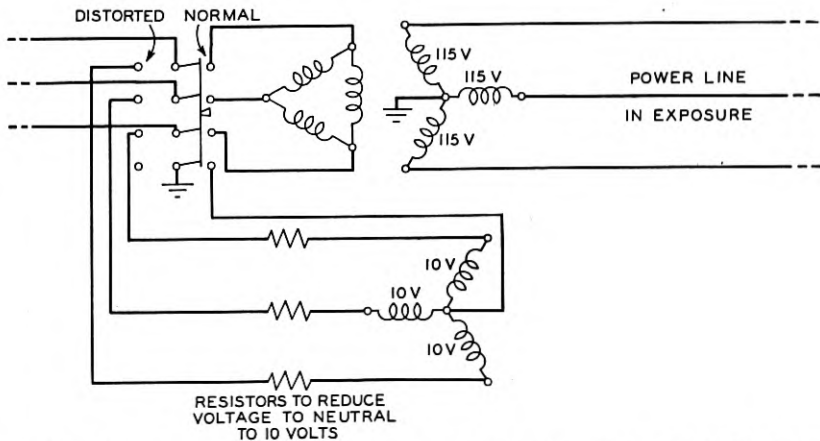 DISTORTED
NORMAL
115 V
115 V
115 V
POWER LINE
IN EXPOSURE
10 V
10 V
10 V
RESISTORS TO REDUCE
VOLTAGE TO NEUTRAL
TO 10 VOLTS